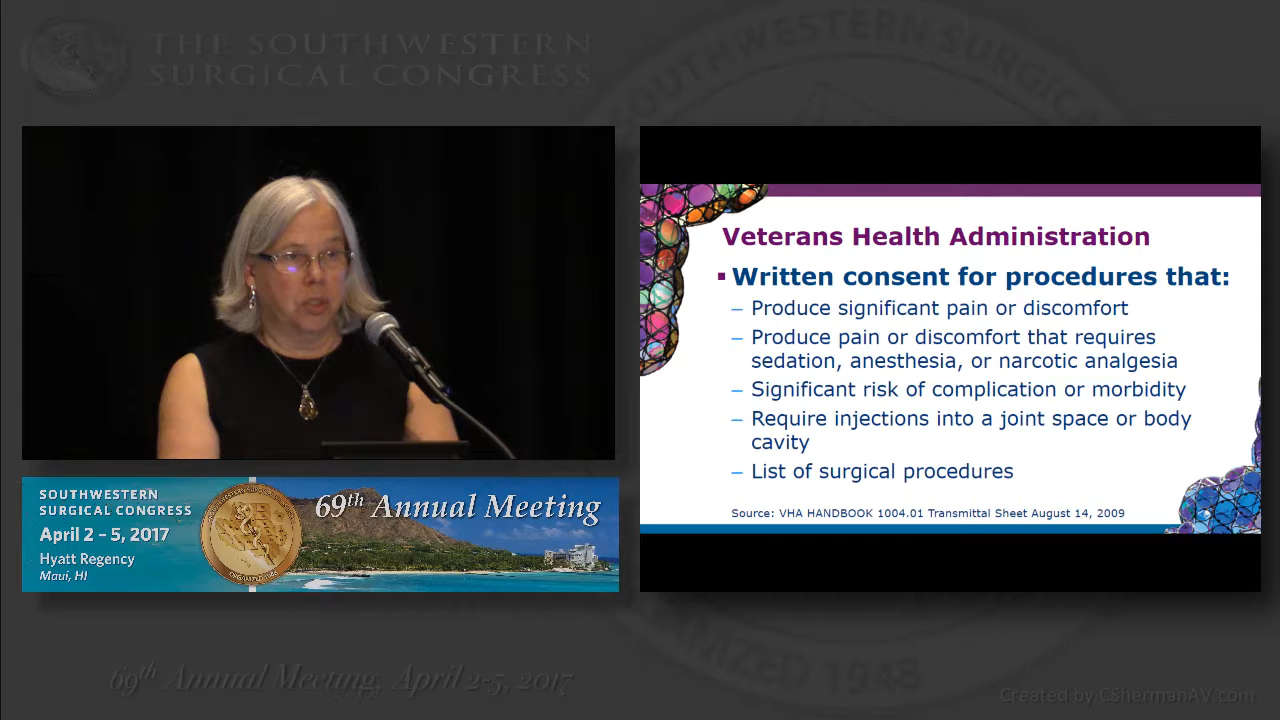 THE SOUTHWESTERN
SURGICAL CONGRESS
Veterans Health Administration
Written consent for procedures that:
– Produce significant pain or discomfort
– Produce pain or discomfort that requires
sedation, anesthesia, or narcotic analgesia
– Significant risk of complication or morbidity
– Require injections into a joint space or body
cavity
– List of surgical procedures
Source: VHA HANDBOOK 1004.01 Transmittal Sheet August 14, 2009
SOUTHWESTERN
SURGICAL CONGRESS
April 2 – 5, 2017
Hyatt Regency
Maui, HI
69th Annual Meeting
69th Annual Meeting, April 2-5, 2017
Created by CShermanAV.com